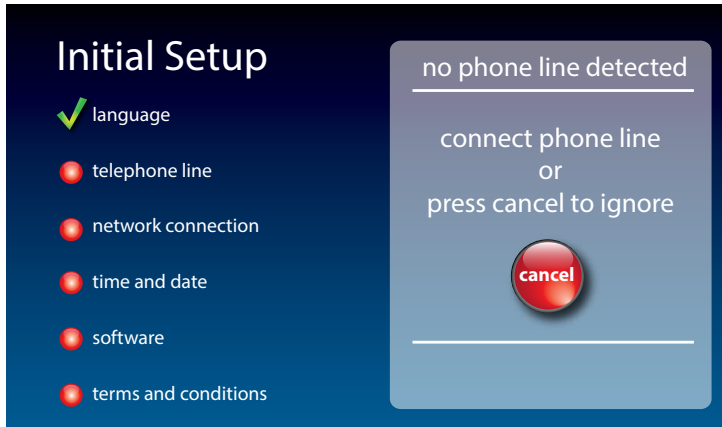 Initial Setup
language
telephone line
network connection
time and date
software
terms and conditions
no phone line detected
connect phone line
or
press cancel to ignore
cancel